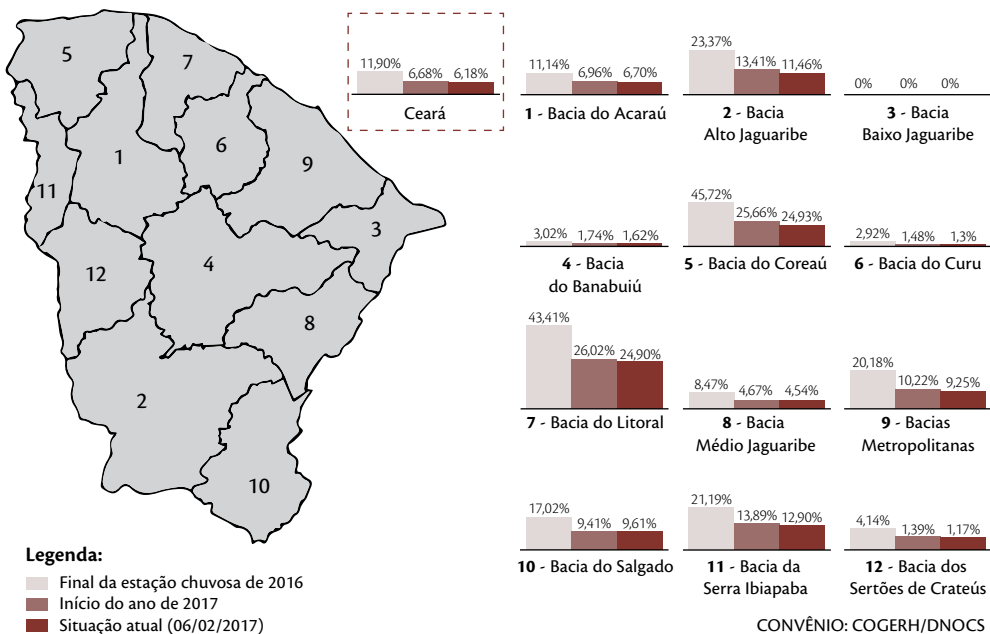 5
7
6
1
9
11
3
12
4
8
2
10
11,90% 6,68% 6,18%
Ceará
11,14% 6,96% 6,70%
1 - Bacia do Acaraú
23,37% 13,41% 11,46%
2 - Bacia
Alto Jaguaribe
0% 0% 0%
3 - Bacia
Baixo Jaguaribe
3,02% 1,74% 1,62%
4 - Bacia
do Banabuiú
45,72% 25,66% 24,93%
5 - Bacia do Coreaú
2,92% 1,48% 1,3%
6 - Bacia do Curu
43,41% 26,02% 24,90%
7 - Bacia do Litoral
8,47% 4,67% 4,54%
8 - Bacia
Médio Jaguaribe
20,18% 10,22% 9,25%
9 - Bacias
Metropolitanas
17,02% 9,41% 9,61%
10 - Bacia do Salgado
21,19% 13,89% 12,90%
11 - Bacia da
Serra Ibiapaba
4,14% 1,39% 1,17%
12 - Bacia dos
Sertões de Crateús
Legenda:
Final da estação chuvosa de 2016
Início do ano de 2017
Situação atual (06/02/2017)
CONVÊNIO: COGERH/DNOCS